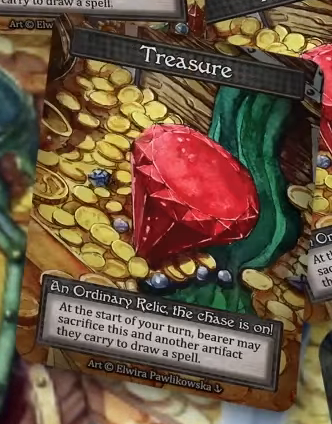 carry to draw a spell.
Art © Elw
Treasure
An Ordinary Relic, the chase is on!
At the start of your turn, bearer may
sacrifice this and another artifact
they carry to draw a spell.
Art © Elwira Pawlikowska